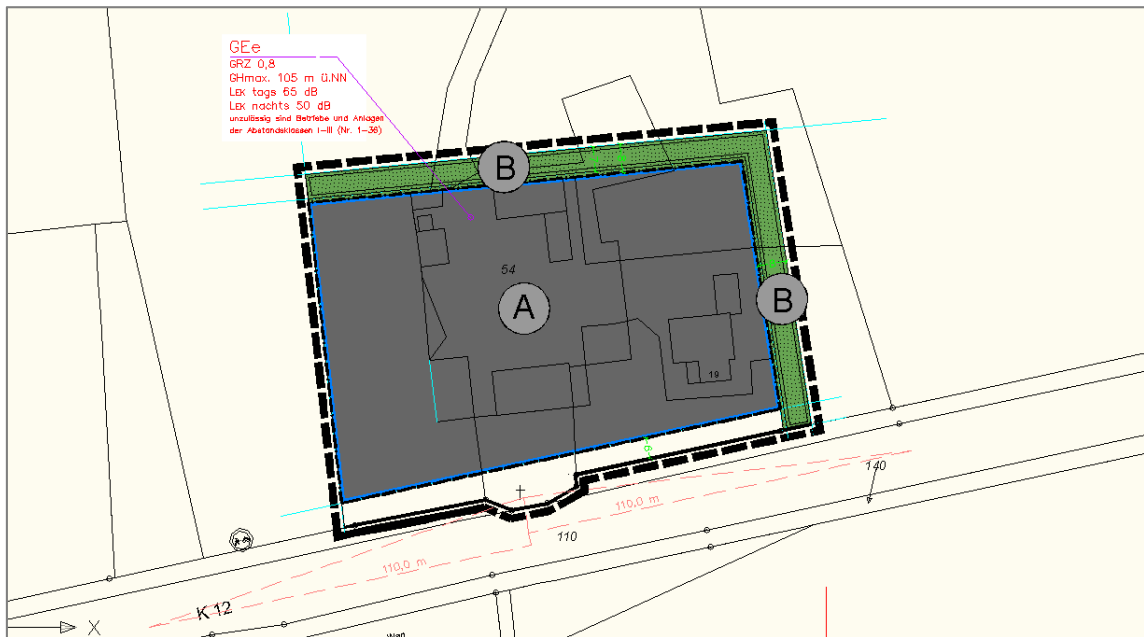 GEe
GRZ 0,8
GHmax. 105 m ü.NN
LEK tags 65 dB
LEK nachts 50 dB
unzulässig sind Betriebe und Anlagen
der Abstandsklassen I-III (Nr. 1-36)
B
54
A
B
19
140
110,0 m
110
110,0 m
K 12
X